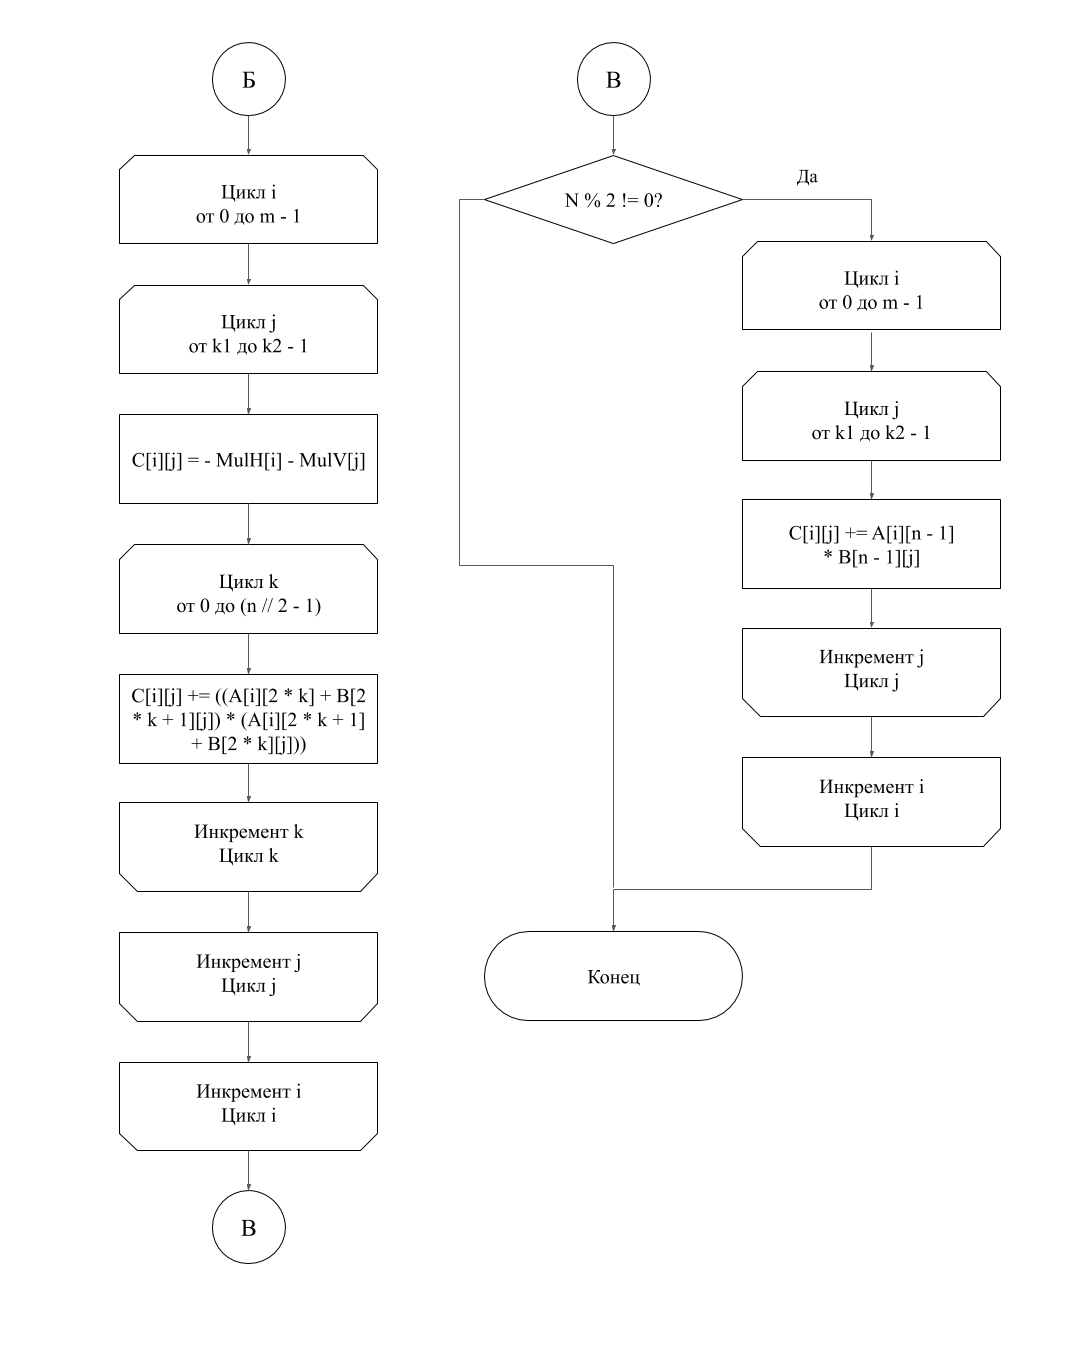 Б
Цикл i
от 0 до m - 1
Цикл j
от k1 до k2 - 1
C[i][j] = - MulH[i] - MulV[j]
Цикл k
от 0 до (n // 2 - 1)
C[i][j] += ((A[i][2 * k] + B[2
* k + 1][j]) * (A[i][2 * k + 1]
+ B[2 * k][j]))
Инкремент k
Цикл k
Инкремент j
Цикл j
Инкремент i
Цикл i
В
В
N % 2 != 0?
Да
Цикл i
от 0 до m - 1
Цикл j
от k1 до k2 - 1
C[i][j] += A[i][n - 1]
* B[n - 1][j]
Инкремент j
Цикл j
Инкремент i
Цикл i
Конец